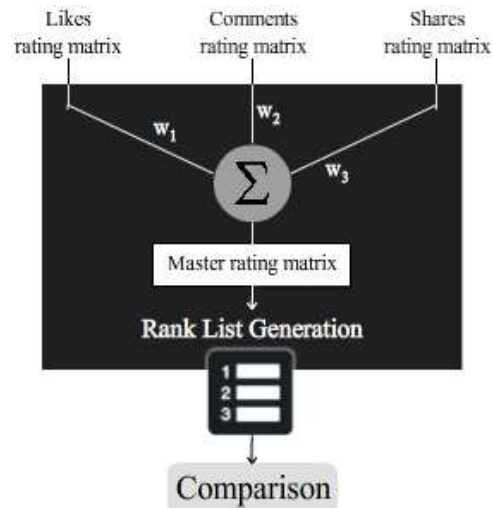 Likes
rating matrix
Comments
rating matrix
Shares
rating matrix
w₁
w₂
w₃
Σ
Master rating matrix
Rank List Generation
1
2
3
Comparison